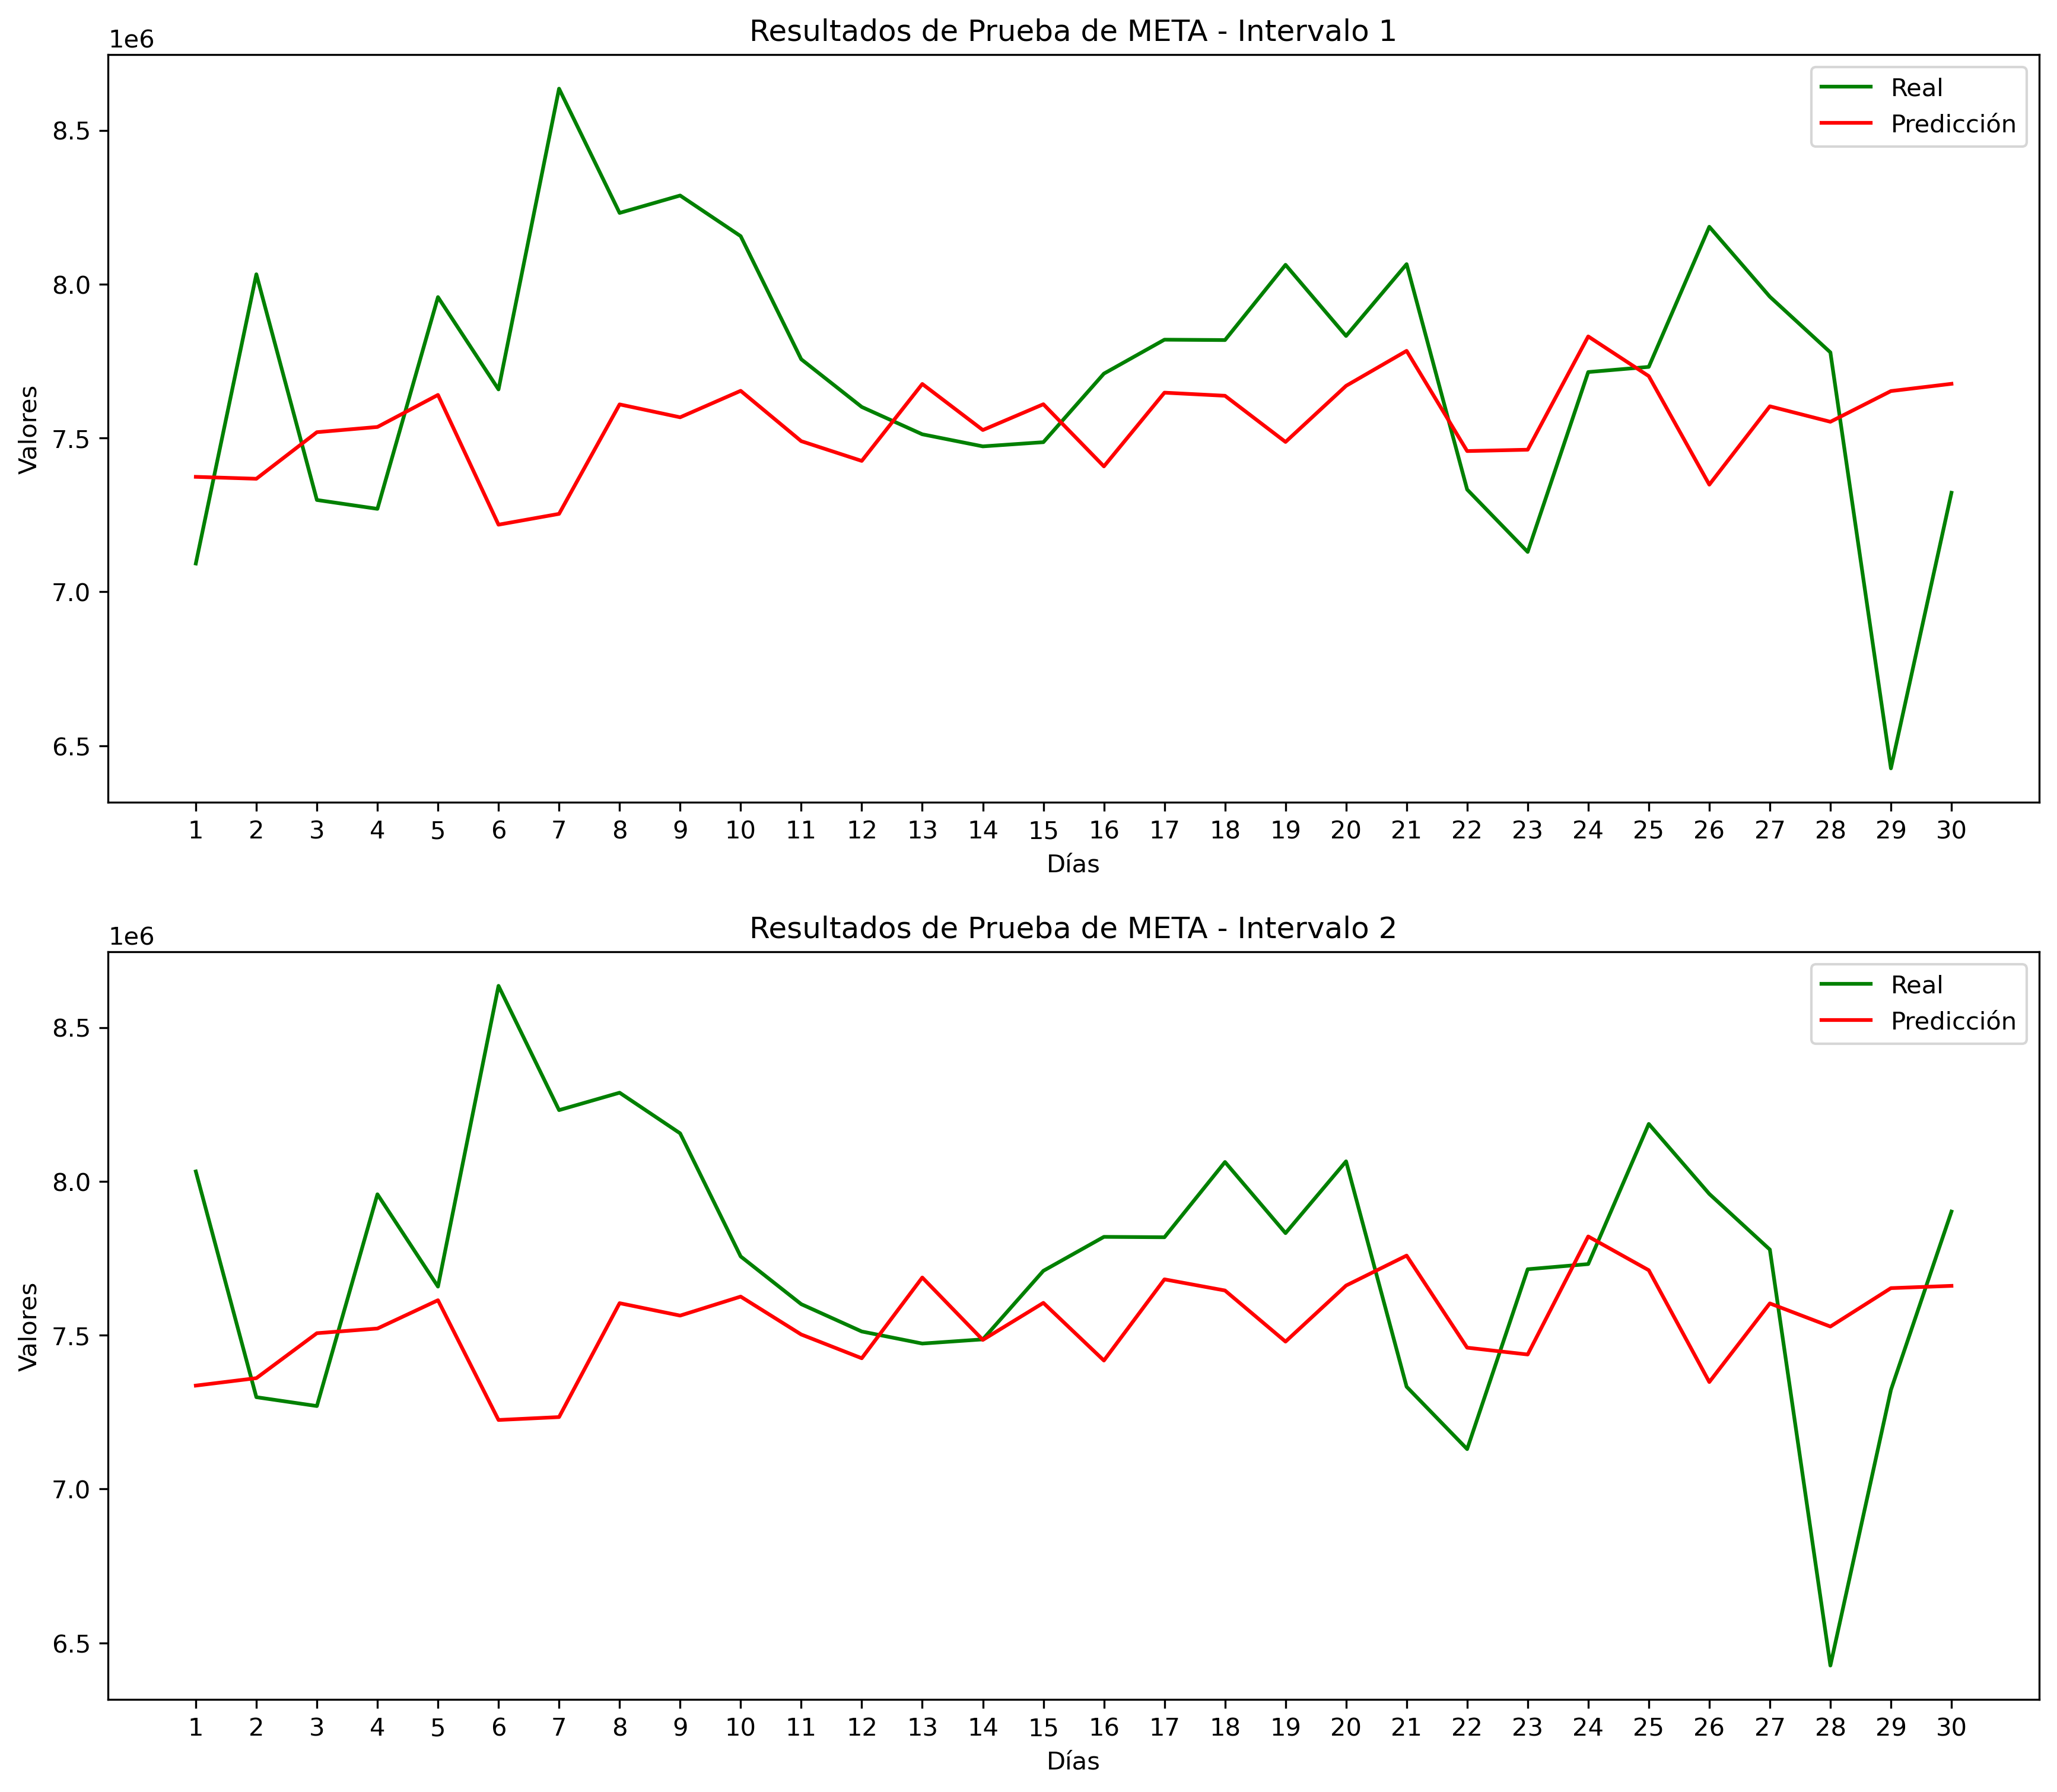 Resultados de Prueba de META - Intervalo 1
1e6
Real
Predicción
8.5
8.0
7.5
7.0
6.5
Valores
1 2 3 4 5 6 7 8 9 10 11 12 13 14 15 16 17 18 19 20 21 22 23 24 25 26 27 28 29 30
Días
Resultados de Prueba de META - Intervalo 2
1e6
Real
Predicción
8.5
8.0
7.5
7.0
6.5
Valores
1 2 3 4 5 6 7 8 9 10 11 12 13 14 15 16 17 18 19 20 21 22 23 24 25 26 27 28 29 30
Días